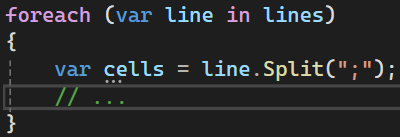 foreach (var line in lines)
{
    var cells = line.Split(";");
    // ...
}